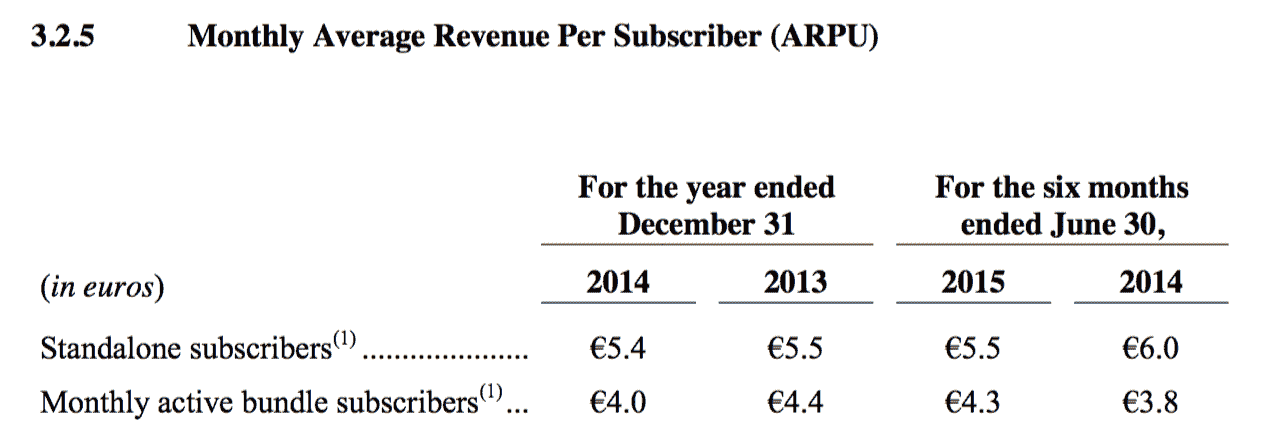 3.2.5 Monthly Average Revenue Per Subscriber (ARPU)
For the year ended December 31 For the six months ended June 30,
(in euros) 2014 2013 2015 2014
Standalone subscribers(1) ..................... €5.4 €5.5 €5.5 €6.0
Monthly active bundle subscribers(1)... €4.0 €4.4 €4.3 €3.8